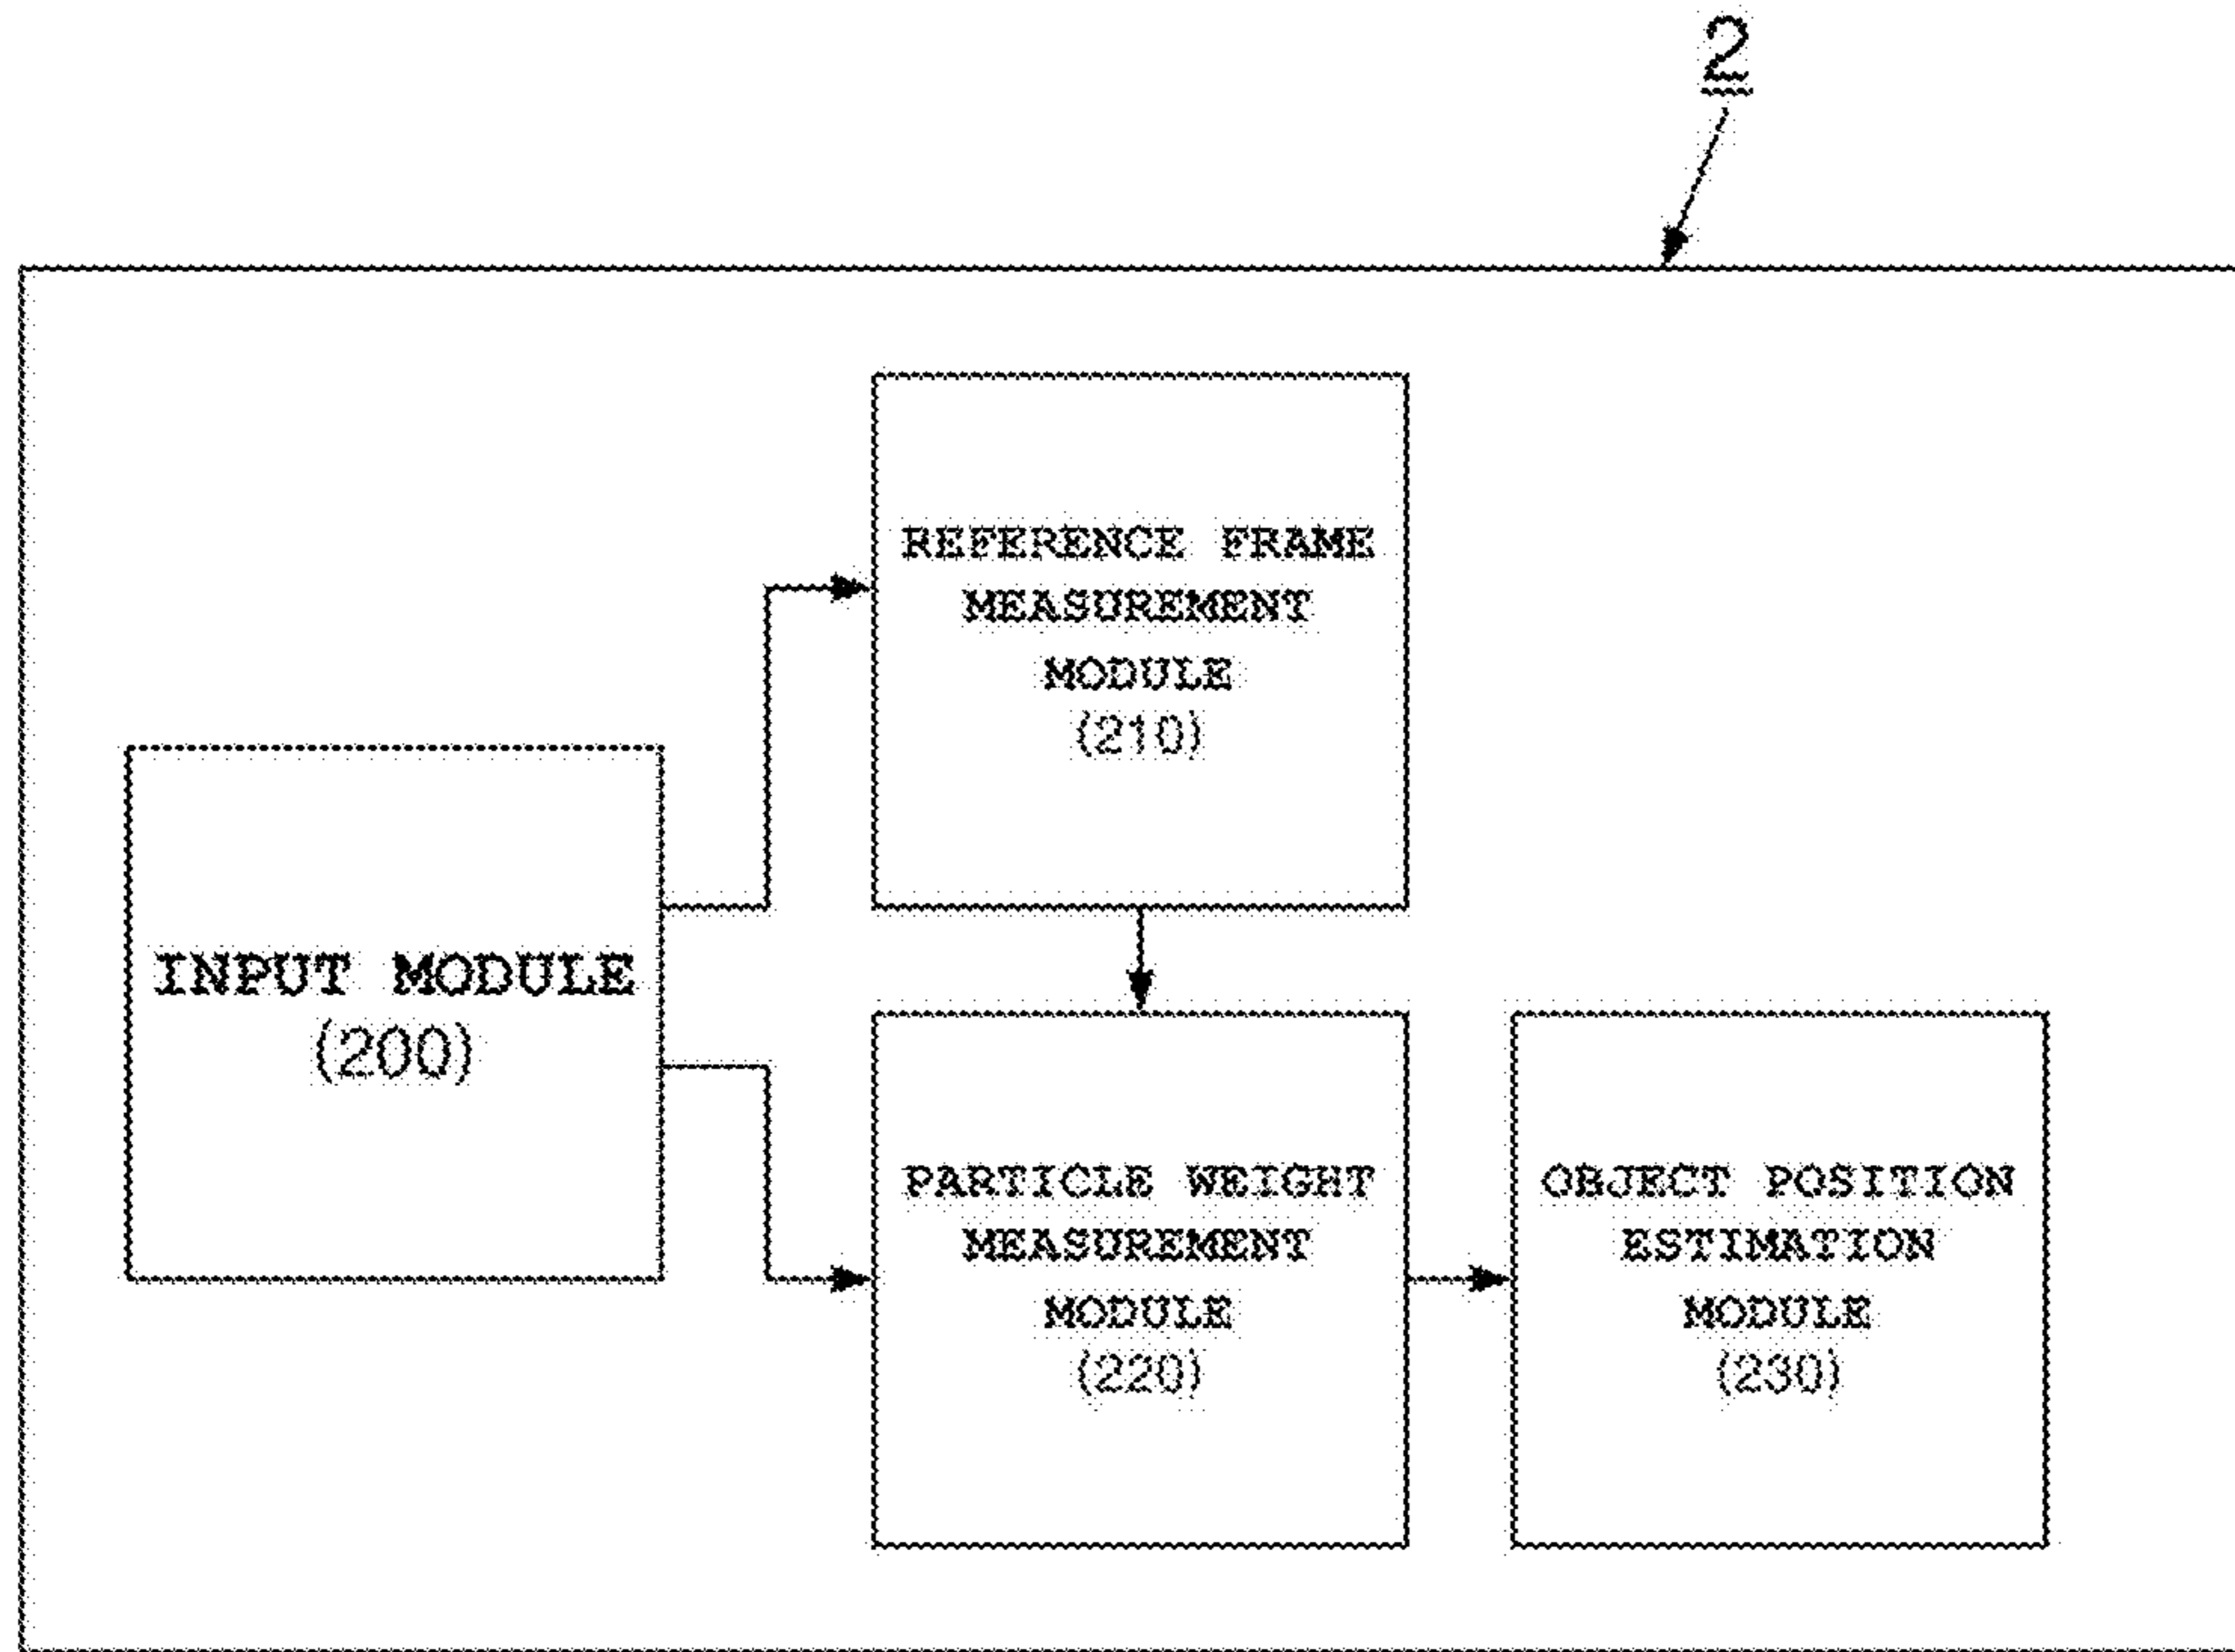 2
REFERENCE FRAME
MEASUREMENT
MODULE
(210)
INPUT MODULE
(200)
PARTICLE WEIGHT
MEASUREMENT
MODULE
(220)
OBJECT POSITION
ESTIMATION
MODULE
(230)